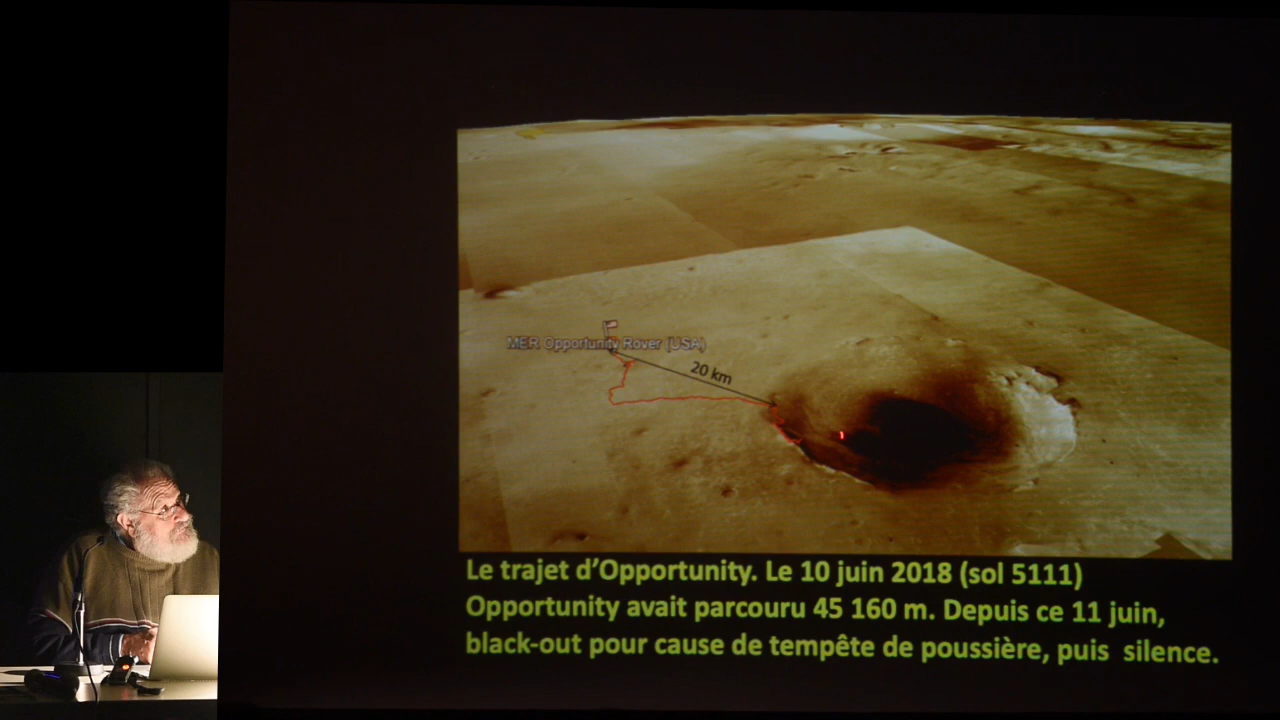 MER Opportunity Rover (USA)
20 km
Le trajet d'Opportunity. Le 10 juin 2018 (sol 5111)
Opportunity avait parcouru 45 160 m. Depuis ce 11 juin,
black-out pour cause de tempête de poussière, puis silence.